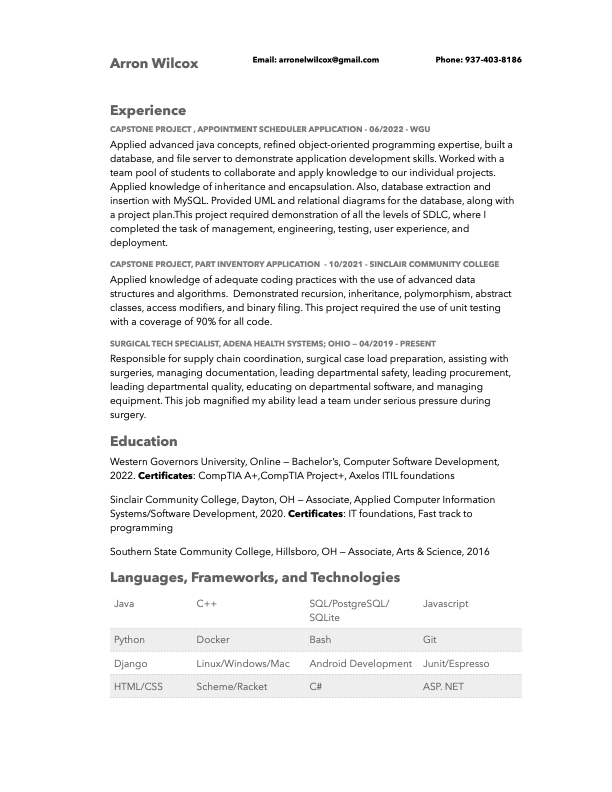 Arron Wilcox
Email: arronelwilcox@gmail.com
Phone: 937-403-8186
Experience
CAPSTONE PROJECT , APPOINTMENT SCHEDULER APPLICATION - 06/2022 - WGU
Applied advanced java concepts, refined object-oriented programming expertise, built a
database, and file server to demonstrate application development skills. Worked with a
team pool of students to collaborate and apply knowledge to our individual projects.
Applied knowledge of inheritance and encapsulation. Also, database extraction and
insertion with MySQL. Provided UML and relational diagrams for the database, along with
a project plan.This project required demonstration of all the levels of SDLC, where I
completed the task of management, engineering, testing, user experience, and
deployment.
CAPSTONE PROJECT, PART INVENTORY APPLICATION - 10/2021 - SINCLAIR COMMUNITY COLLEGE
Applied knowledge of adequate coding practices with the use of advanced data
structures and algorithms. Demonstrated recursion, inheritance, polymorphism, abstract
classes, access modifiers, and binary filing. This project required the use of unit testing
with a coverage of 90% for all code.
SURGICAL TECH SPECIALIST, ADENA HEALTH SYSTEMS; OHIO — 04/2019 - PRESENT
Responsible for supply chain coordination, surgical case load preparation, assisting with
surgeries, managing documentation, leading departmental safety, leading procurement,
leading departmental quality, educating on departmental software, and managing
equipment. This job magnified my ability lead a team under serious pressure during
surgery.
Education
Western Governors University, Online — Bachelor's, Computer Software Development,
2022. Certificates: CompTIA A+,CompTIA Project+, Axelos ITIL foundations
Sinclair Community College, Dayton, OH — Associate, Applied Computer Information
Systems/Software Development, 2020. Certificates: IT foundations, Fast track to
programming
Southern State Community College, Hillsboro, OH — Associate, Arts & Science, 2016
Languages, Frameworks, and Technologies
Java C++ SQL/PostgreSQL/ Javascript
SQLite
Python Docker Bash Git
Django Linux/Windows/Mac Android Development Junit/Espresso
HTML/CSS Scheme/Racket C# ASP. NET